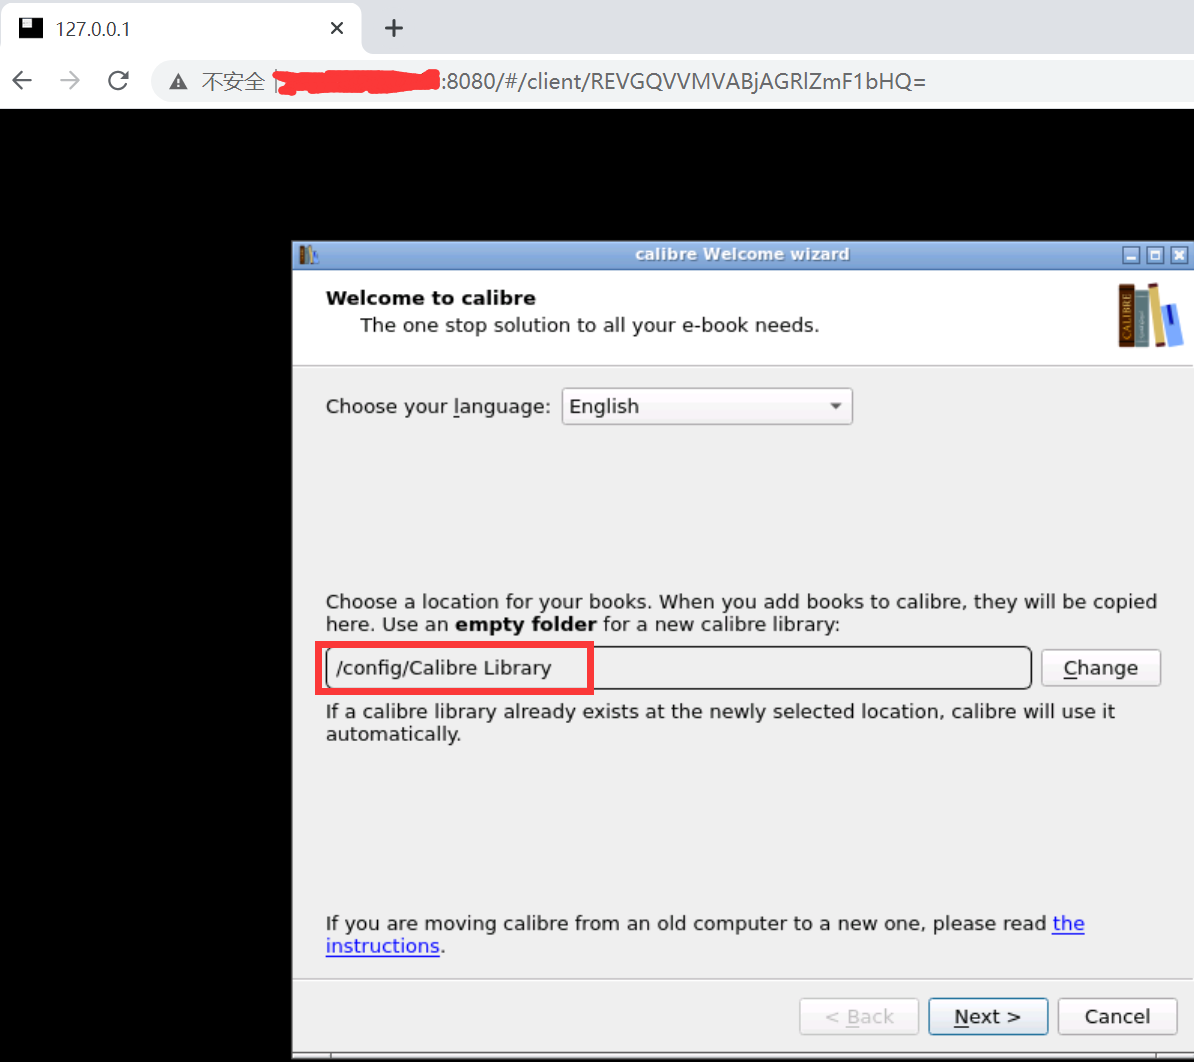 127.0.0.1
不安全 :8080/#/client/REVGQVVMVABjAGRlZmF1bHQ=
calibre Welcome wizard
Welcome to calibre
The one stop solution to all your e-book needs.
CALIBRE
Choose your language: English
Choose a location for your books. When you add books to calibre, they will be copied
here. Use an empty folder for a new calibre library:
/config/Calibre Library Change
If a calibre library already exists at the newly selected location, calibre will use it
automatically.
If you are moving calibre from an old computer to a new one, please read the
instructions.
< Back Next > Cancel